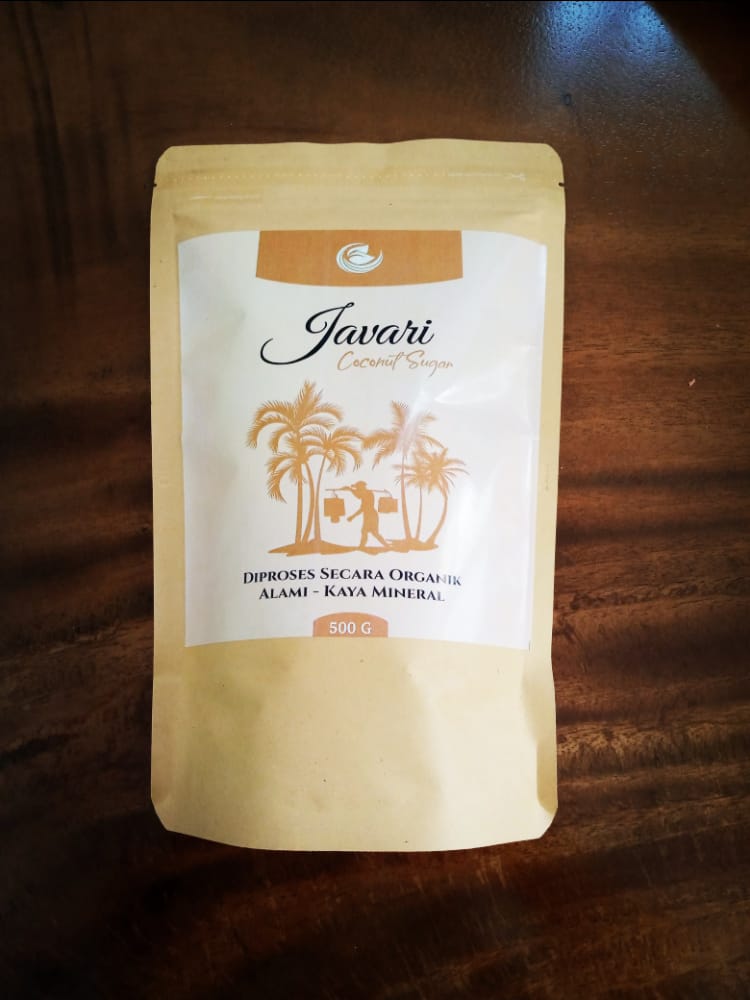 Javari
Coconut Sugar
DIPROSES SECARA ORGANIK
ALAMI - KAYA MINERAL
500 G